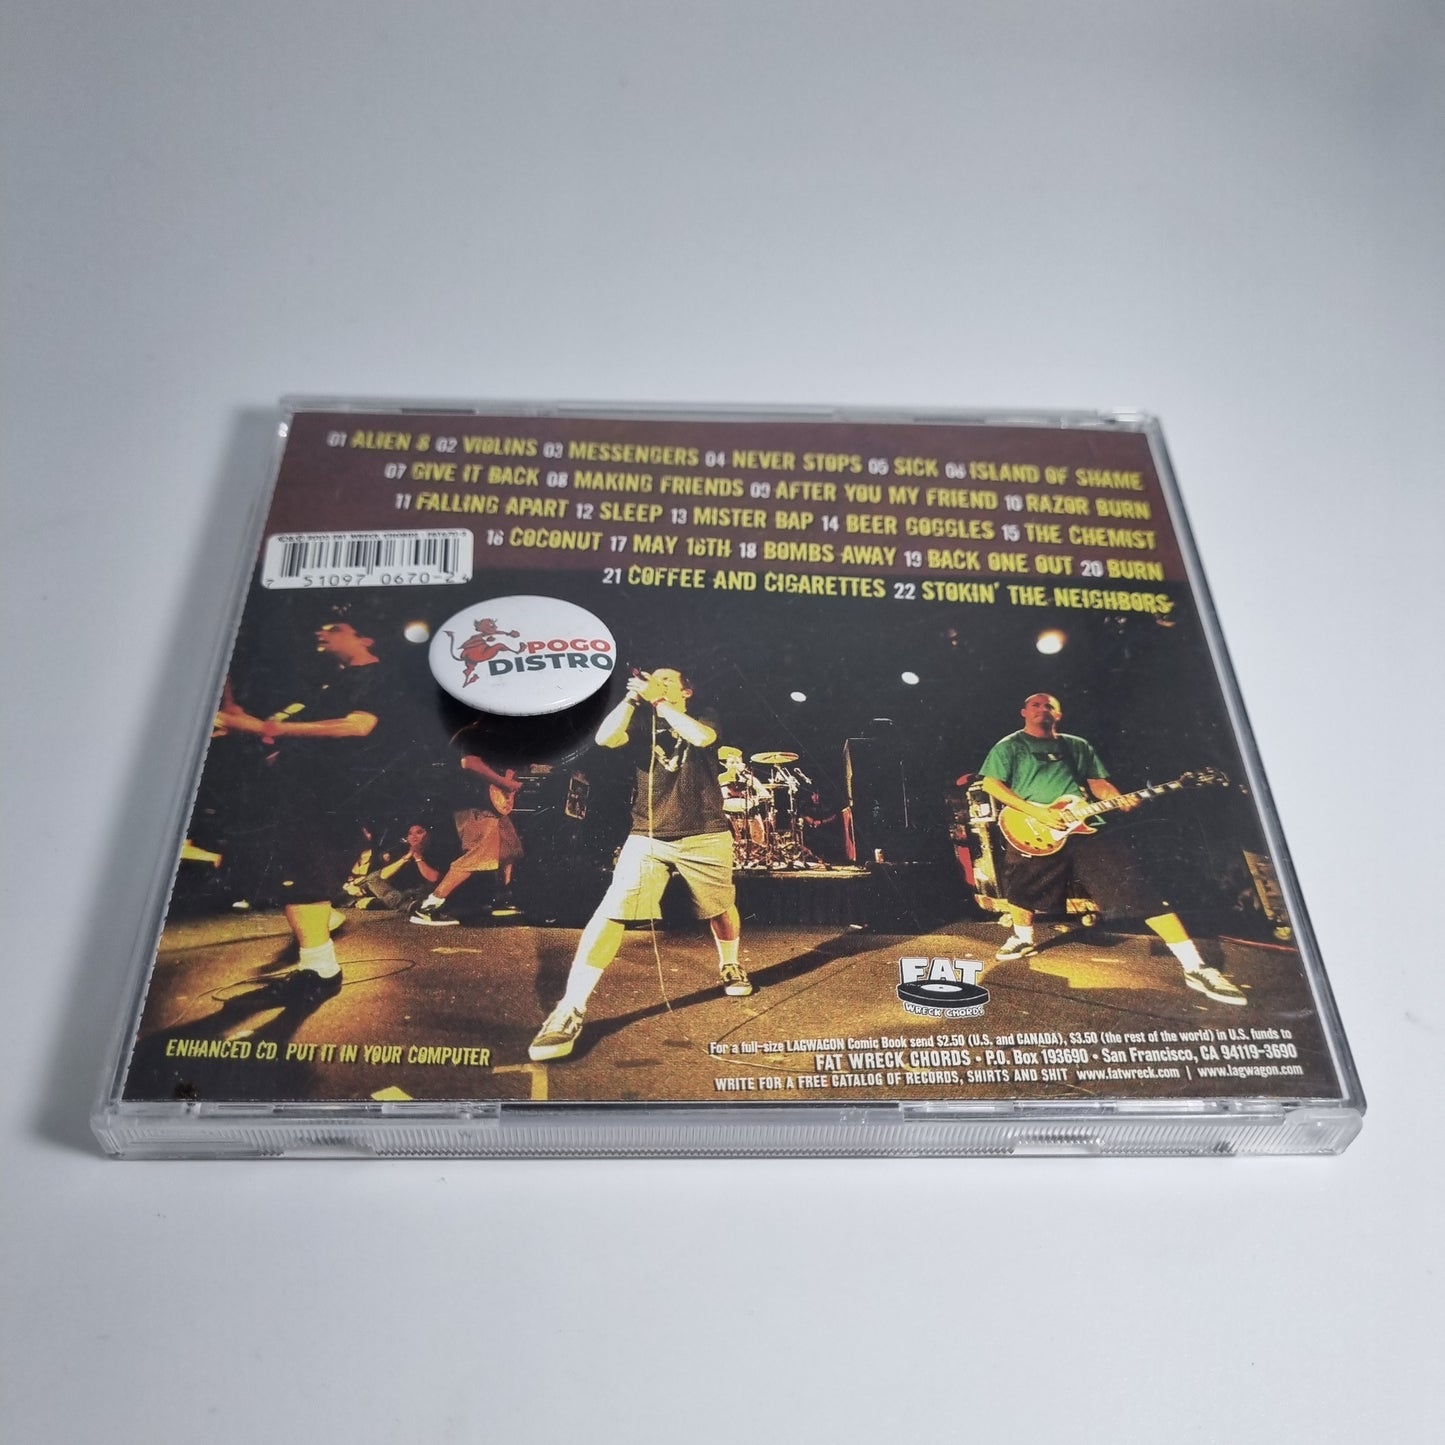 01 ALIEN 8 02 VIOLINS 03 MESSENGERS 04 NEVER STOPS 05 SICK 06 ISLAND OF SHAME
07 GIVE IT BACK 08 MAKING FRIENDS 09 AFTER YOU MY FRIEND 10 RAZOR BURN
11 FALLING APART 12 SLEEP 13 MISTER BAP 14 BEER GOGGLES 15 THE CHEMIST
16 COCONUT 17 MAY 16TH 18 BOMBS AWAY 19 BACK ONE OUT 20 BURN
21 COFFEE AND CIGARETTES 22 STOKIN' THE NEIGHBORS
FAT WRECK CHORDS
7 51097 0670-2
POGO
DISTRO
FAT
WRECK CHORDS
ENHANCED CD. PUT IT IN YOUR COMPUTER
For a full-size LAGWAGON Comic Book send $2.50 (U.S. and CANADA), $3.50 (the rest of the world) in U.S. funds to
FAT WRECK CHORDS • P.O. Box 193690 • San Francisco, CA 94119-3690
WRITE FOR A FREE CATALOG OF RECORDS, SHIRTS AND SHIT www.fatwreck.com | www.lagwagon.com